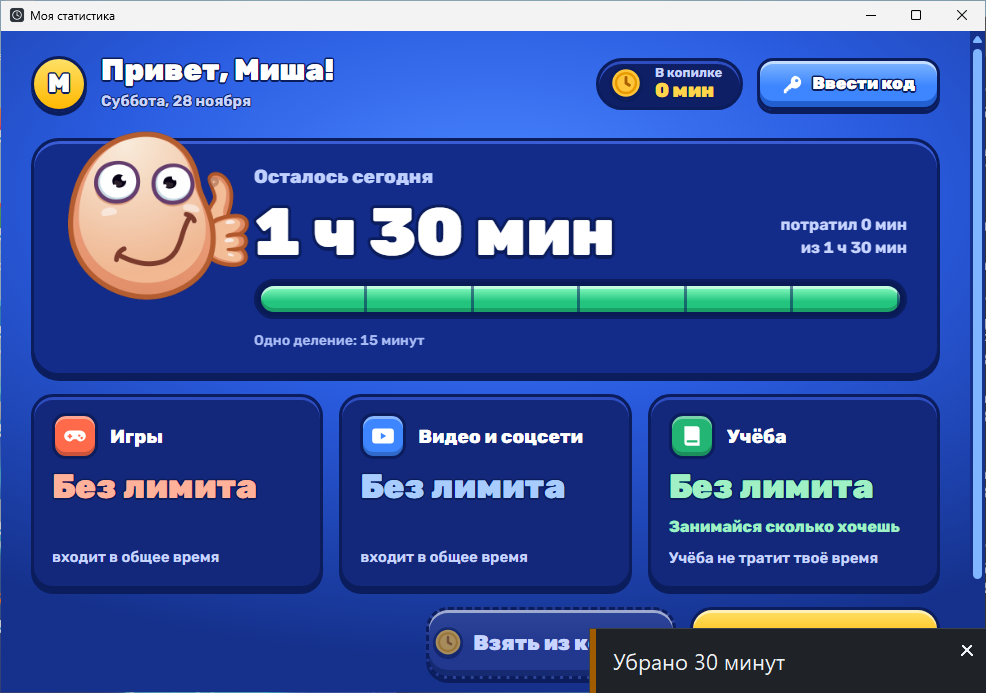 Моя статистика
М
Привет, Миша!
Суббота, 28 ноября
В копилке
0 мин
Ввести код
Осталось сегодня
1 ч 30 мин
потратил 0 мин
из 1 ч 30 мин
Одно деление: 15 минут
Игры
Без лимита
входит в общее время
Видео и соцсети
Без лимита
входит в общее время
Учёба
Без лимита
Занимайся сколько хочешь
Учёба не тратит твоё время
Взять из к
Убрано 30 минут